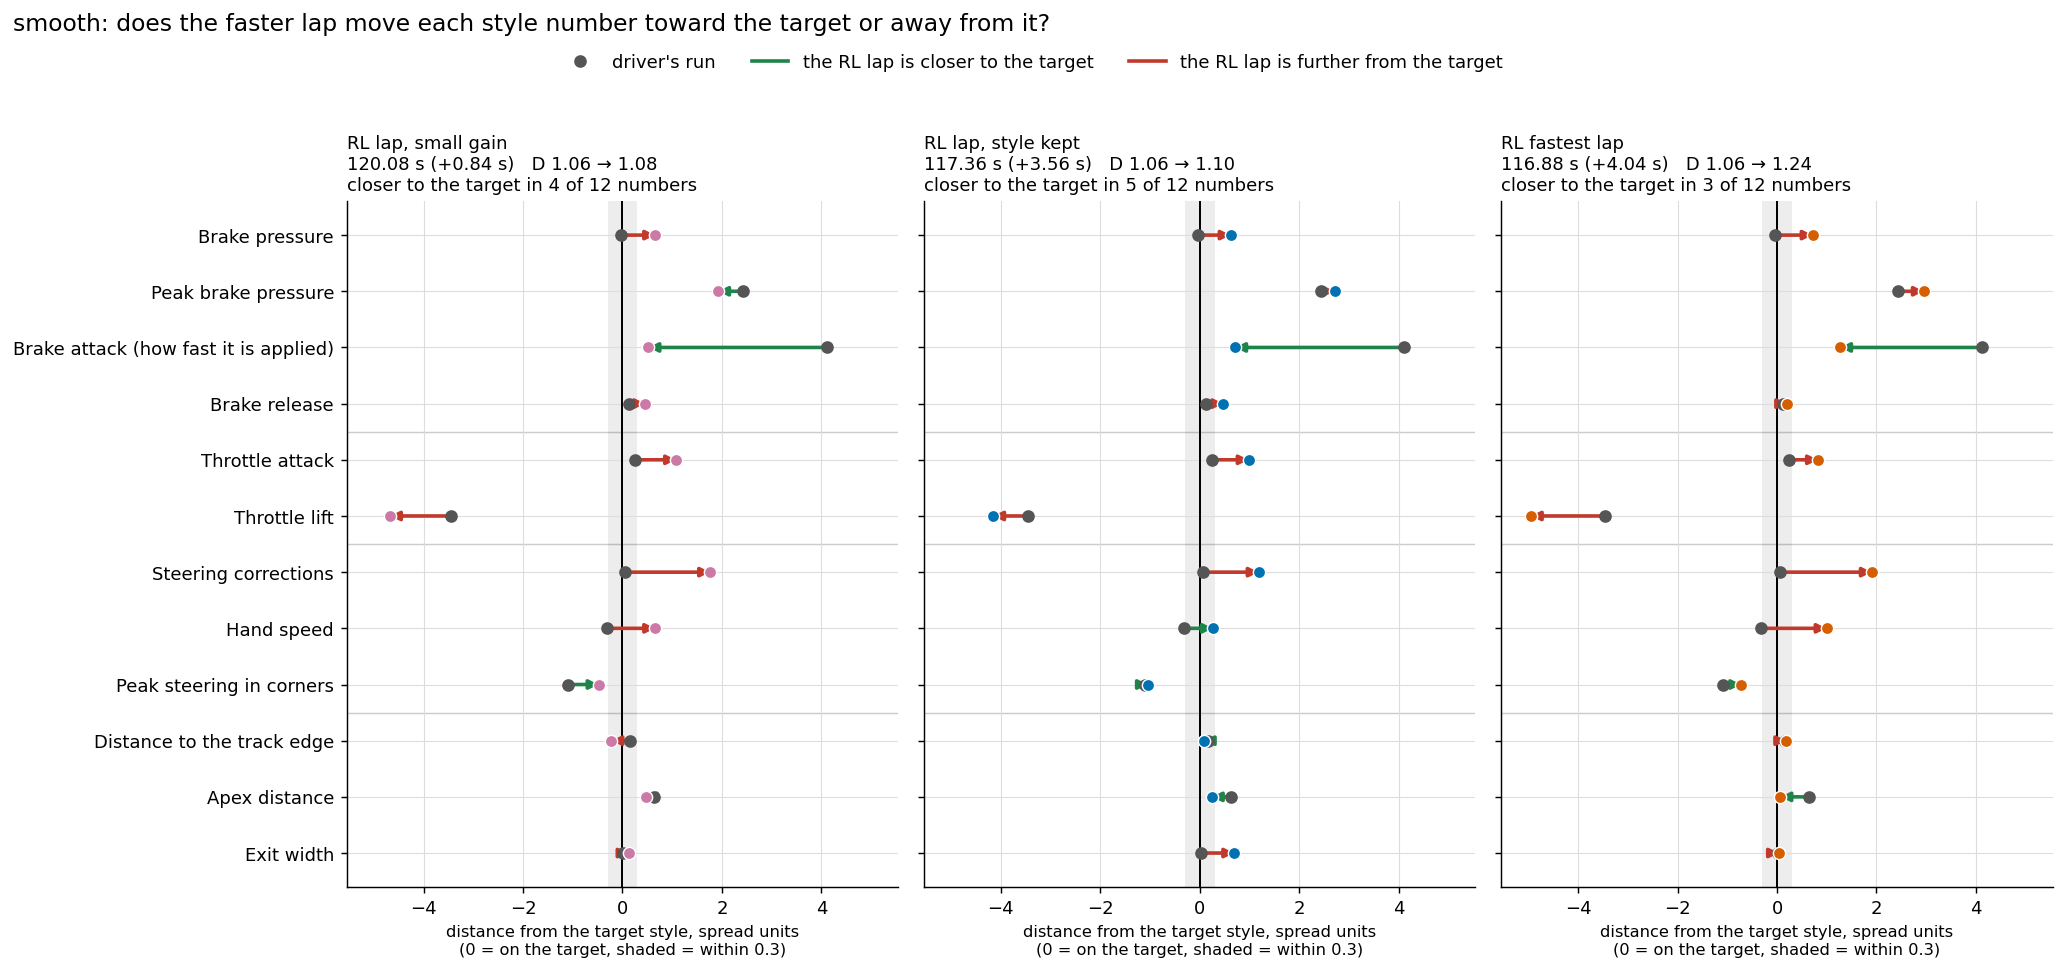 smooth: does the faster lap move each style number toward the target or away from it?
driver's run
the RL lap is closer to the target
the RL lap is further from the target
RL lap, small gain
120.08 s (+0.84 s)   D 1.06 → 1.08
closer to the target in 4 of 12 numbers
RL lap, style kept
117.36 s (+3.56 s)   D 1.06 → 1.10
closer to the target in 5 of 12 numbers
RL fastest lap
116.88 s (+4.04 s)   D 1.06 → 1.24
closer to the target in 3 of 12 numbers
Brake pressure
Peak brake pressure
Brake attack (how fast it is applied)
Brake release
Throttle attack
Throttle lift
Steering corrections
Hand speed
Peak steering in corners
Distance to the track edge
Apex distance
Exit width
−4 −2 0 2 4
distance from the target style, spread units
(0 = on the target, shaded = within 0.3)
−4 −2 0 2 4
distance from the target style, spread units
(0 = on the target, shaded = within 0.3)
−4 −2 0 2 4
distance from the target style, spread units
(0 = on the target, shaded = within 0.3)